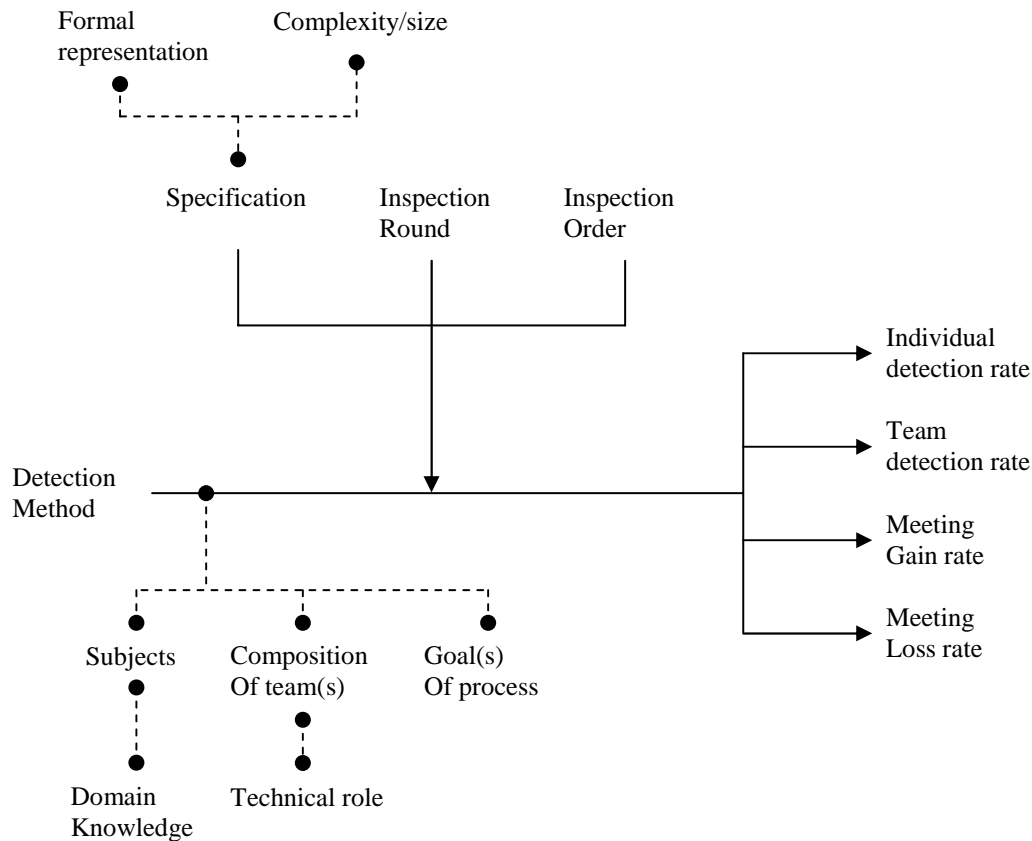 Formal
representation
Complexity/size
Specification
Inspection
Round
Inspection
Order
Individual
detection rate
Team
detection rate
Detection
Method
Meeting
Gain rate
Meeting
Loss rate
Subjects
Composition
Of team(s)
Goal(s)
Of process
Domain
Knowledge
Technical role